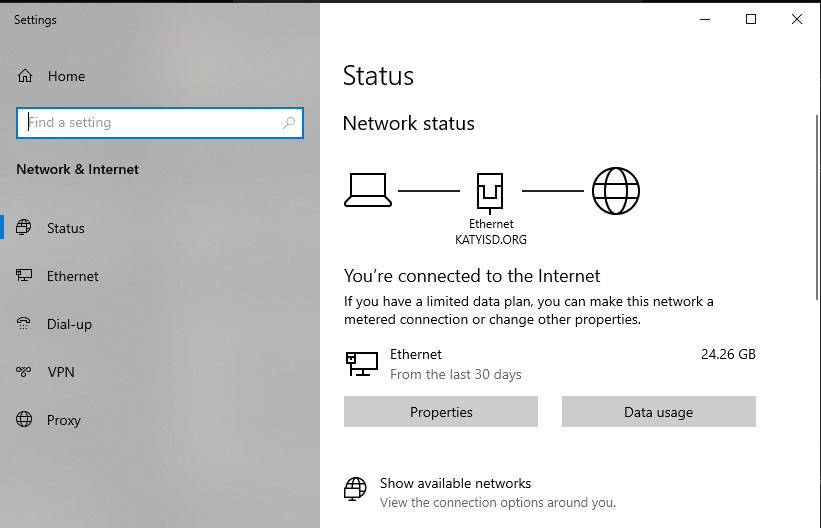 Settings
Home
Find a setting
Network & Internet
Status
Ethernet
Dial-up
VPN
Proxy
Status
Network status
Ethernet
KATYISD.ORG
You’re connected to the Internet
If you have a limited data plan, you can make this network a
metered connection or change other properties.
Ethernet
24.26 GB
From the last 30 days
Properties
Data usage
Show available networks
View the connection options around you.